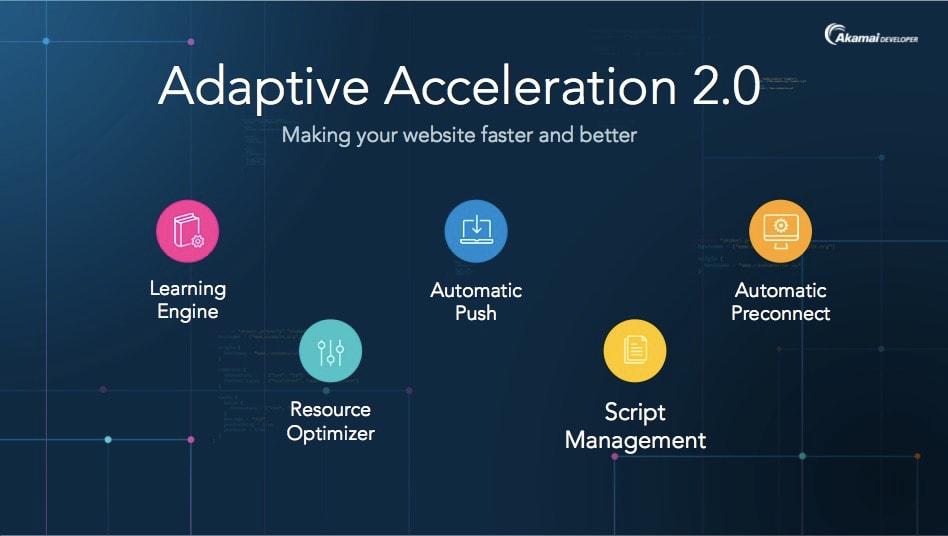 Akamai DEVELOPER
Adaptive Acceleration 2.0
Making your website faster and better
Learning
Engine
Automatic
Push
Automatic
Preconnect
Resource
Optimizer
Script
Management